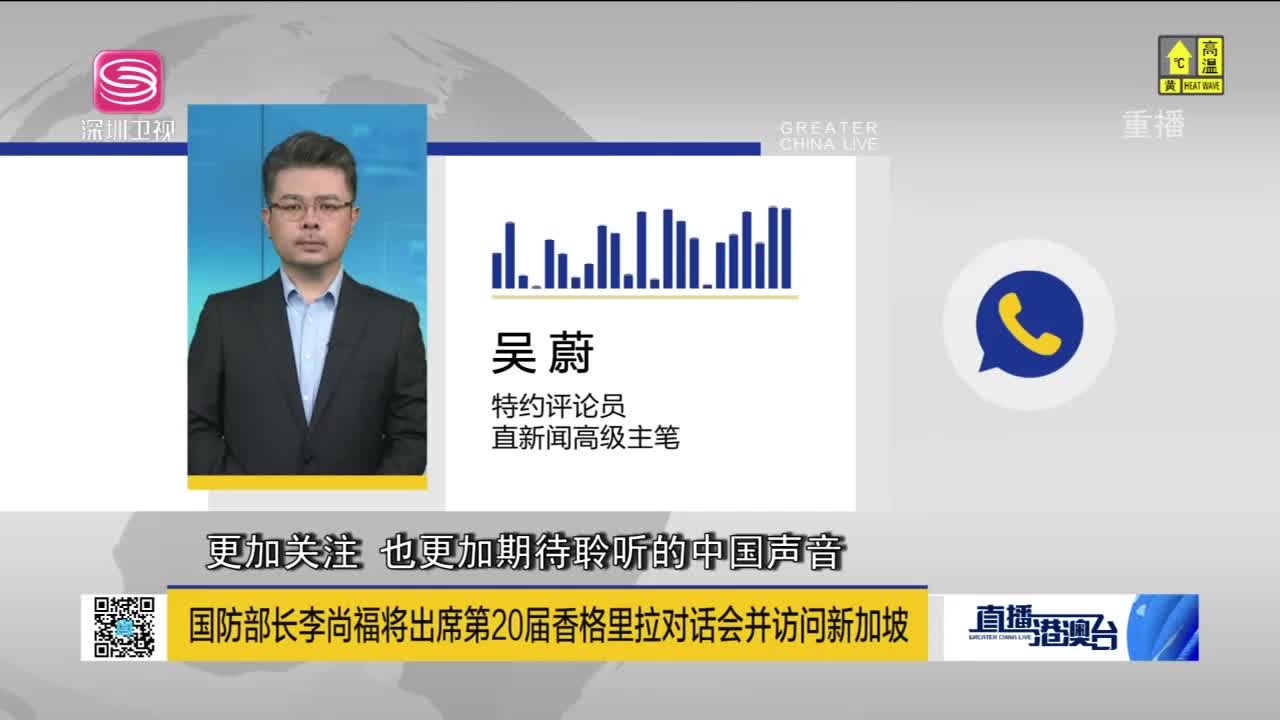 深圳卫视
℃
高温
黄
HEAT WAVE
重播
GREATER
CHINA LIVE
吴蔚
特约评论员
直新闻高级主笔
更加关注 也更加期待聆听的中国声音
国防部长李尚福将出席第20届香格里拉对话会并访问新加坡
直播港澳台
GREATER CHINA LIVE